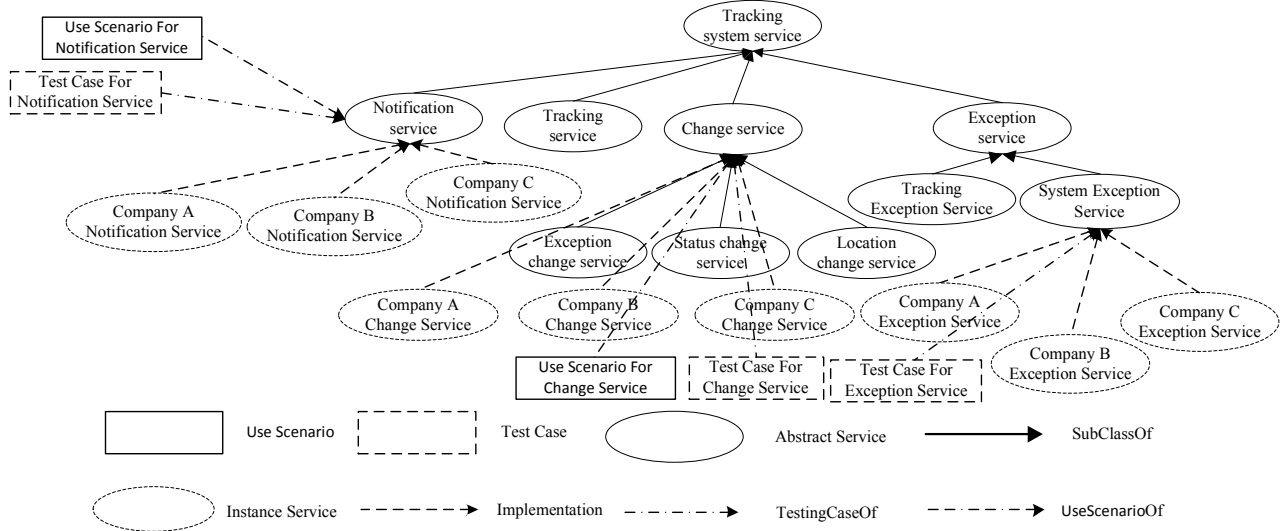 Tracking
system service
Use Scenario For
Notification Service
Test Case For
Notification Service
Notification
service
Tracking
service
Change service
Exception
service
Company A
Notification Service
Company B
Notification Service
Company C
Notification Service
Tracking
Exception Service
System Exception
Service
Exception
change service
Status change
service
Location
change service
Company A
Change Service
Company B
Change Service
Company C
Change Service
Company A
Exception Service
Company B
Exception Service
Company C
Exception Service
Use Scenario For
Change Service
Test Case For
Change Service
Test Case For
Exception Service
Use Scenario
Test Case
Abstract Service
SubClassOf
Instance Service
Implementation
TestingCaseOf
UseScenarioOf